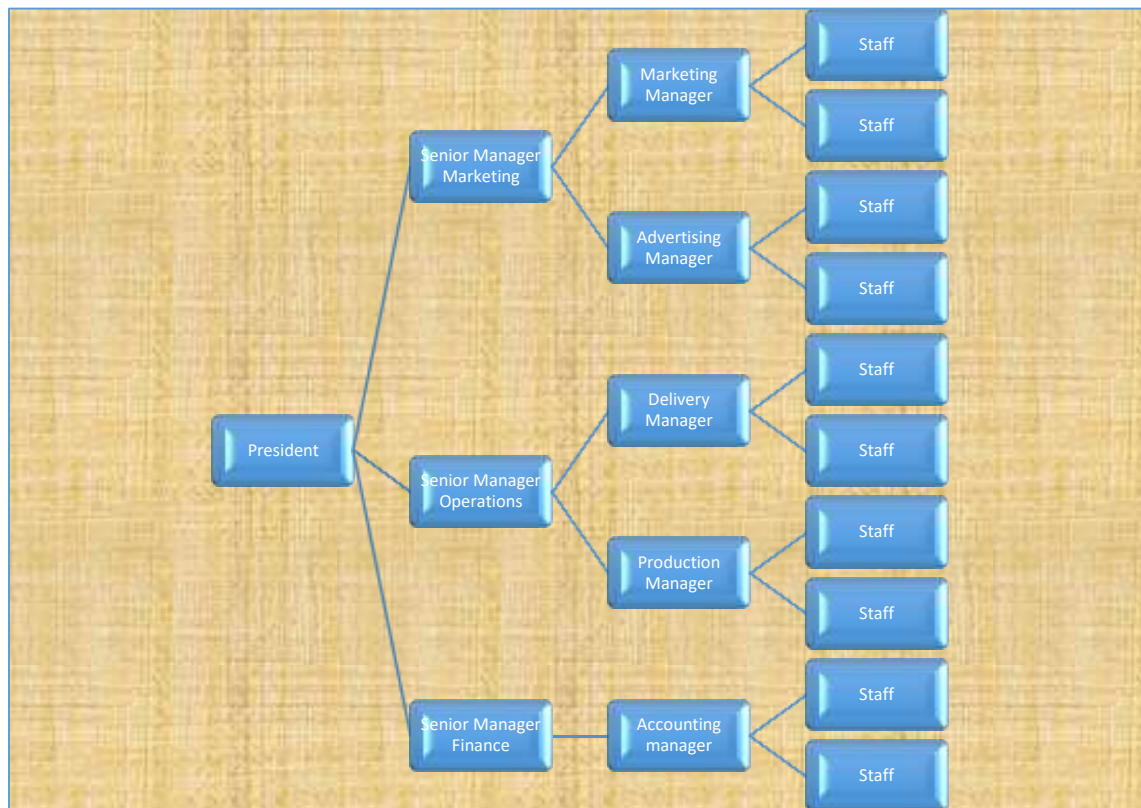 President
Senior Manager
Marketing
Marketing
Manager
Staff
Staff
Advertising
Manager
Staff
Staff
Senior Manager
Operations
Delivery
Manager
Staff
Staff
Production
Manager
Staff
Staff
Senior Manager
Finance
Accounting
manager
Staff
Staff